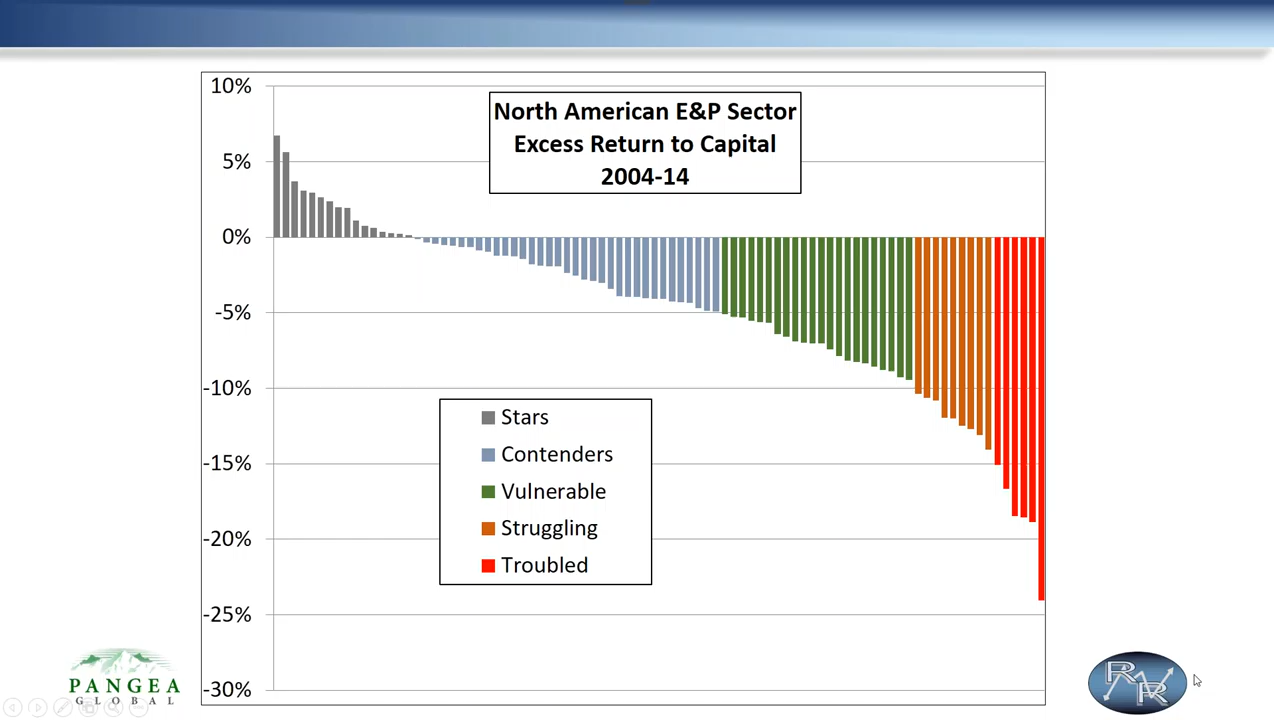 North American E&P Sector
Excess Return to Capital
2004-14
10%
5%
0%
-5%
-10%
-15%
-20%
-25%
-30%
Stars
Contenders
Vulnerable
Struggling
Troubled
PANGEA
GLOBAL
R R